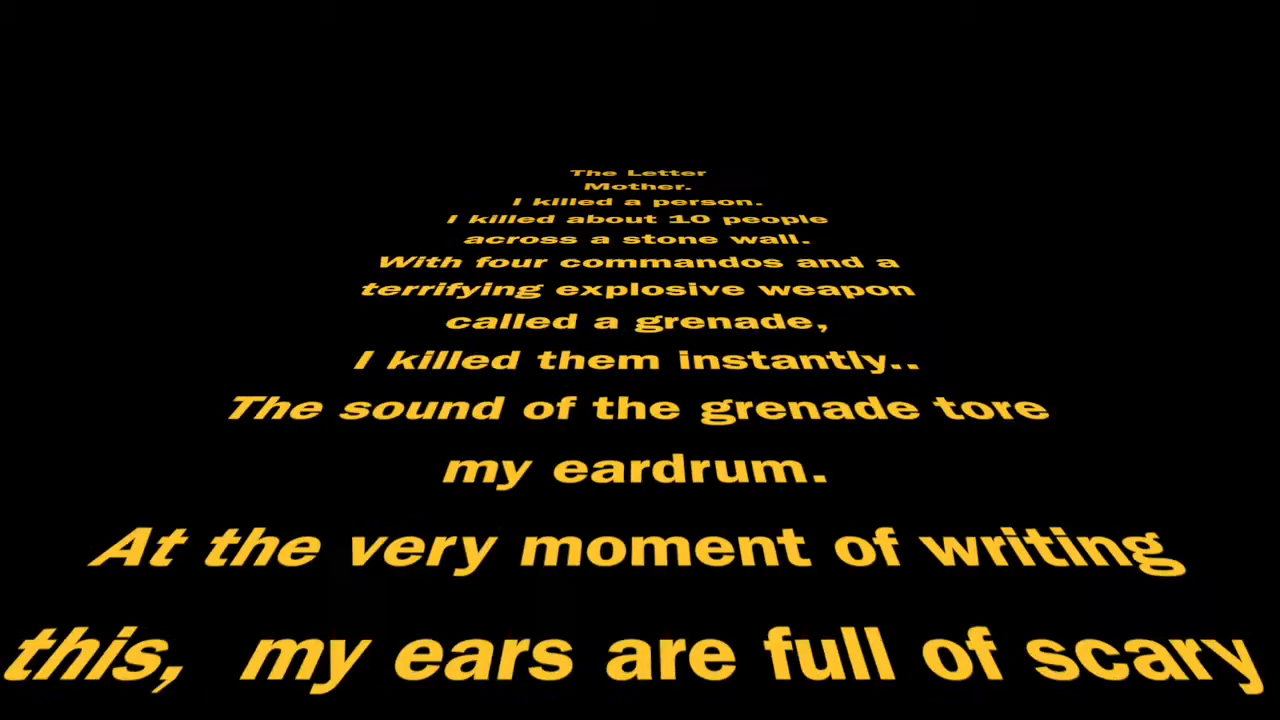 The Letter
Mother.
I killed a person.
I killed about 10 people
across a stone wall.
With four commandos and a
terrifying explosive weapon
called a grenade,
I killed them instantly..
The sound of the grenade tore
my eardrum.
At the very moment of writing
this, my ears are full of scary